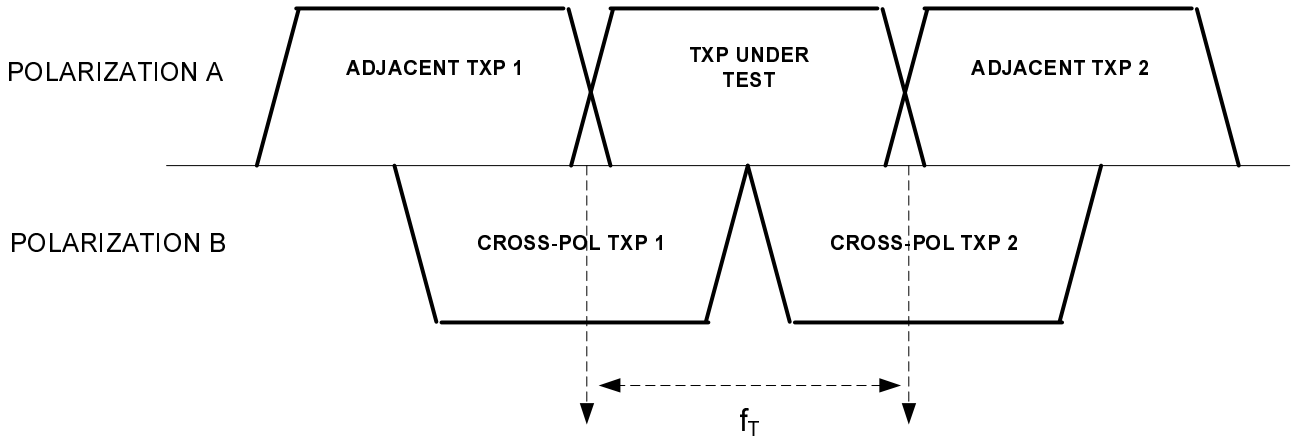 POLARIZATION A
ADJACENT TXP 1
TXP UNDER
TEST
ADJACENT TXP 2
POLARIZATION B
CROSS-POL TXP 1
CROSS-POL TXP 2
fT